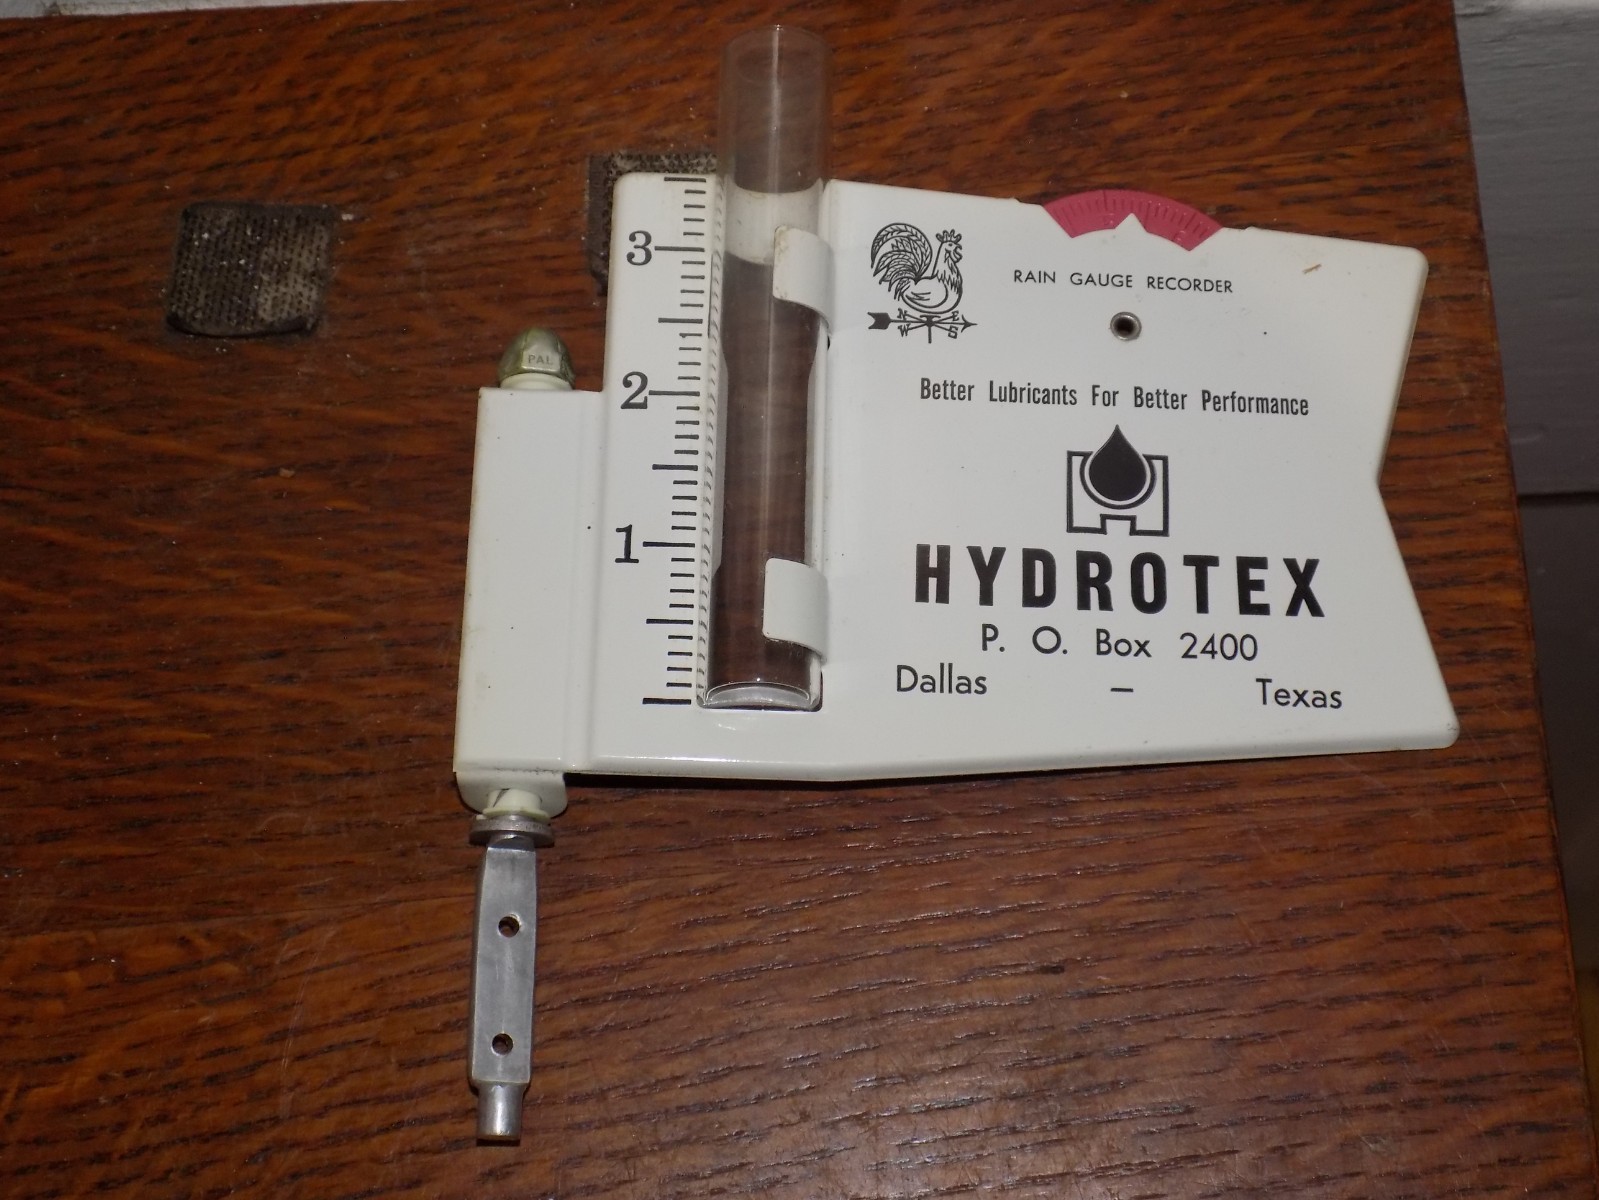 PAL
3
2
1
N E
W S
RAIN GAUGE RECORDER
Better Lubricants For Better Performance
HYDROTEX
P. O. Box 2400
Dallas – Texas